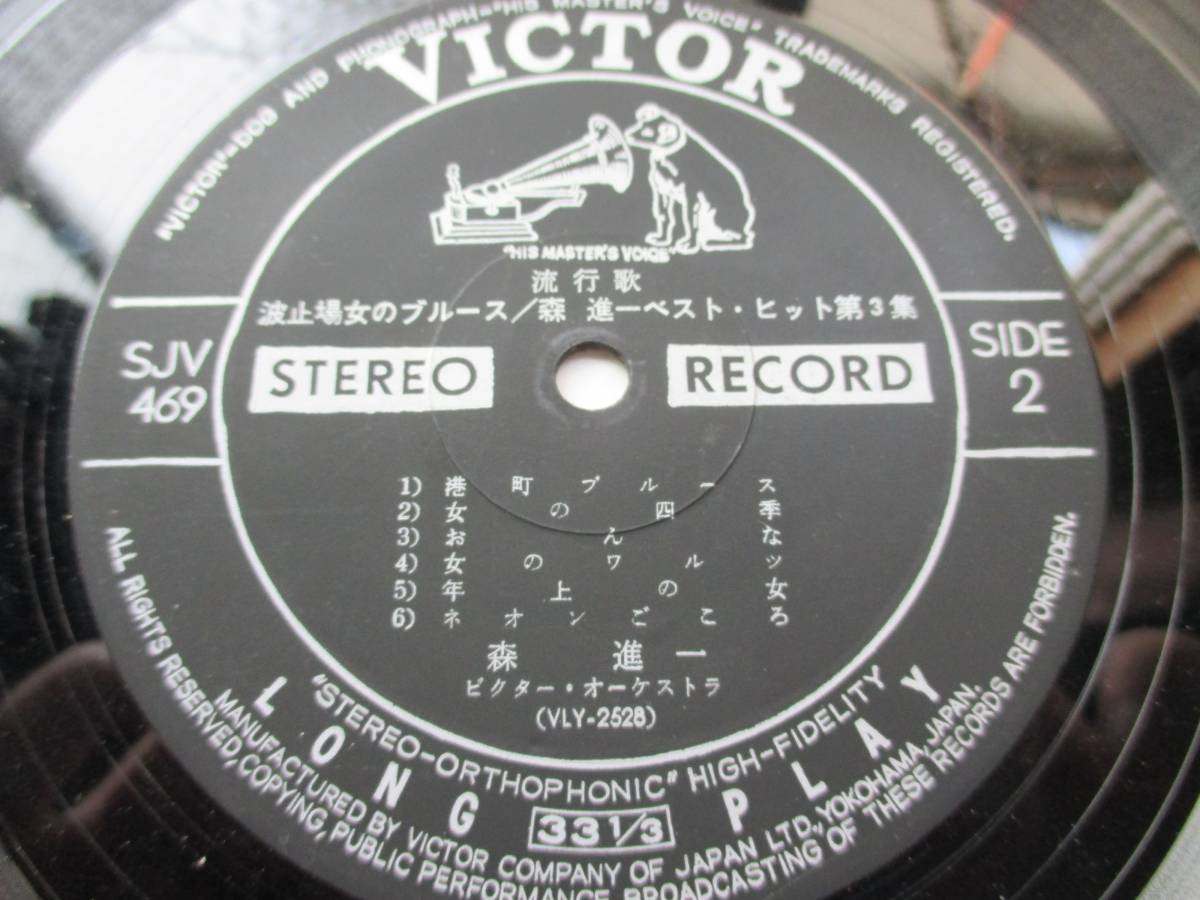 "VICTOR"-"DOG AND PHONOGRAPH"-"HIS MASTER'S VOICE" TRADEMARKS REGISTERED.
VICTOR
"HIS MASTER'S VOICE"
流行歌
波止場女のブルース/森 進一ベスト・ヒット第3集
SJV
469
STEREO RECORD
SIDE
2
1) 港町ブルース
2) 女の四季
3) おんな
4) 女のワルツ
5) 年上の女
6) ネオンごころ
森 進一
ビクター・オーケストラ
(VLY-2528)
"STEREO-ORTHOPHONIC" HIGH-FIDELITY
LONG PLAY
33 1/3
MANUFACTURED BY VICTOR COMPANY OF JAPAN LTD., YOKOHAMA, JAPAN.
ALL RIGHTS RESERVED, COPYING, PUBLIC PERFORMANCE, BROADCASTING OF THESE RECORDS ARE FORBIDDEN.